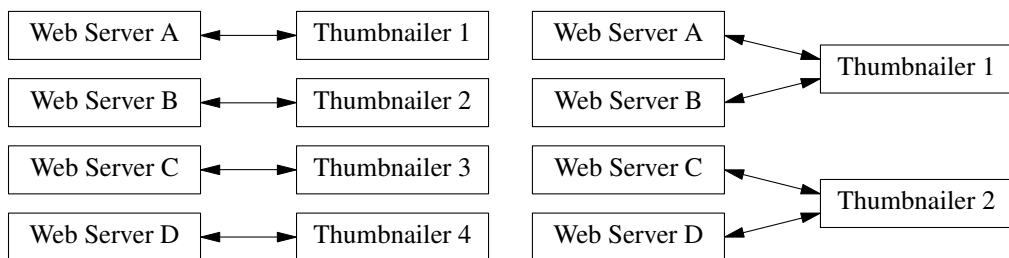 Web Server A
Thumbnailer 1
Web Server B
Thumbnailer 2
Web Server C
Thumbnailer 3
Web Server D
Thumbnailer 4
Web Server A
Web Server B
Thumbnailer 1
Web Server C
Web Server D
Thumbnailer 2